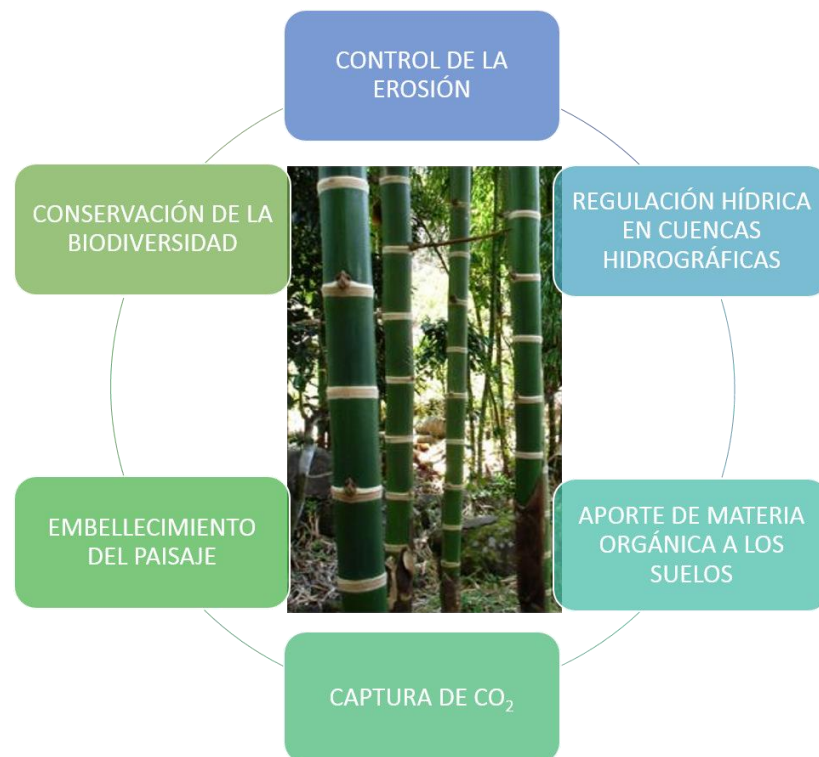 CONTROL DE LA
EROSIÓN
REGULACIÓN HÍDRICA
EN CUENCAS
HIDROGRÁFICAS
APORTE DE MATERIA
ORGÁNICA A LOS
SUELOS
CAPTURA DE CO₂
EMBELLECIMIENTO
DEL PAISAJE
CONSERVACIÓN DE LA
BIODIVERSIDAD